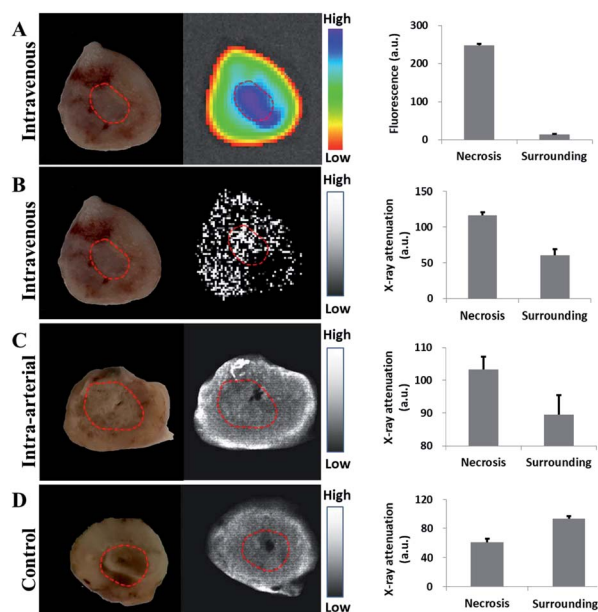 A
Intravenous
High
Low
Fluorescence (a.u.)
300
200
100
0
Necrosis
Surrounding
B
Intravenous
High
Low
X-ray attenuation
(a.u.)
150
100
50
0
Necrosis
Surrounding
C
Intra-arterial
High
Low
X-ray attenuation
(a.u.)
110
100
90
80
Necrosis
Surrounding
D
Control
High
Low
X-ray attenuation
(a.u.)
120
80
40
0
Necrosis
Surrounding